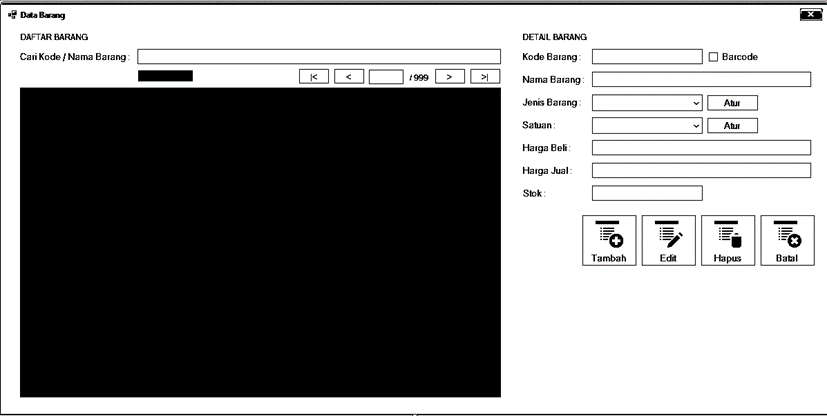 Data Barang
DAFTAR BARANG
Cari Kode / Nama Barang :
|< < / 999 > >|
DETAIL BARANG
Kode Barang : Barcode
Nama Barang :
Jenis Barang : Atur
Satuan : Atur
Harga Beli :
Harga Jual :
Stok :
Tambah Edit Hapus Batal